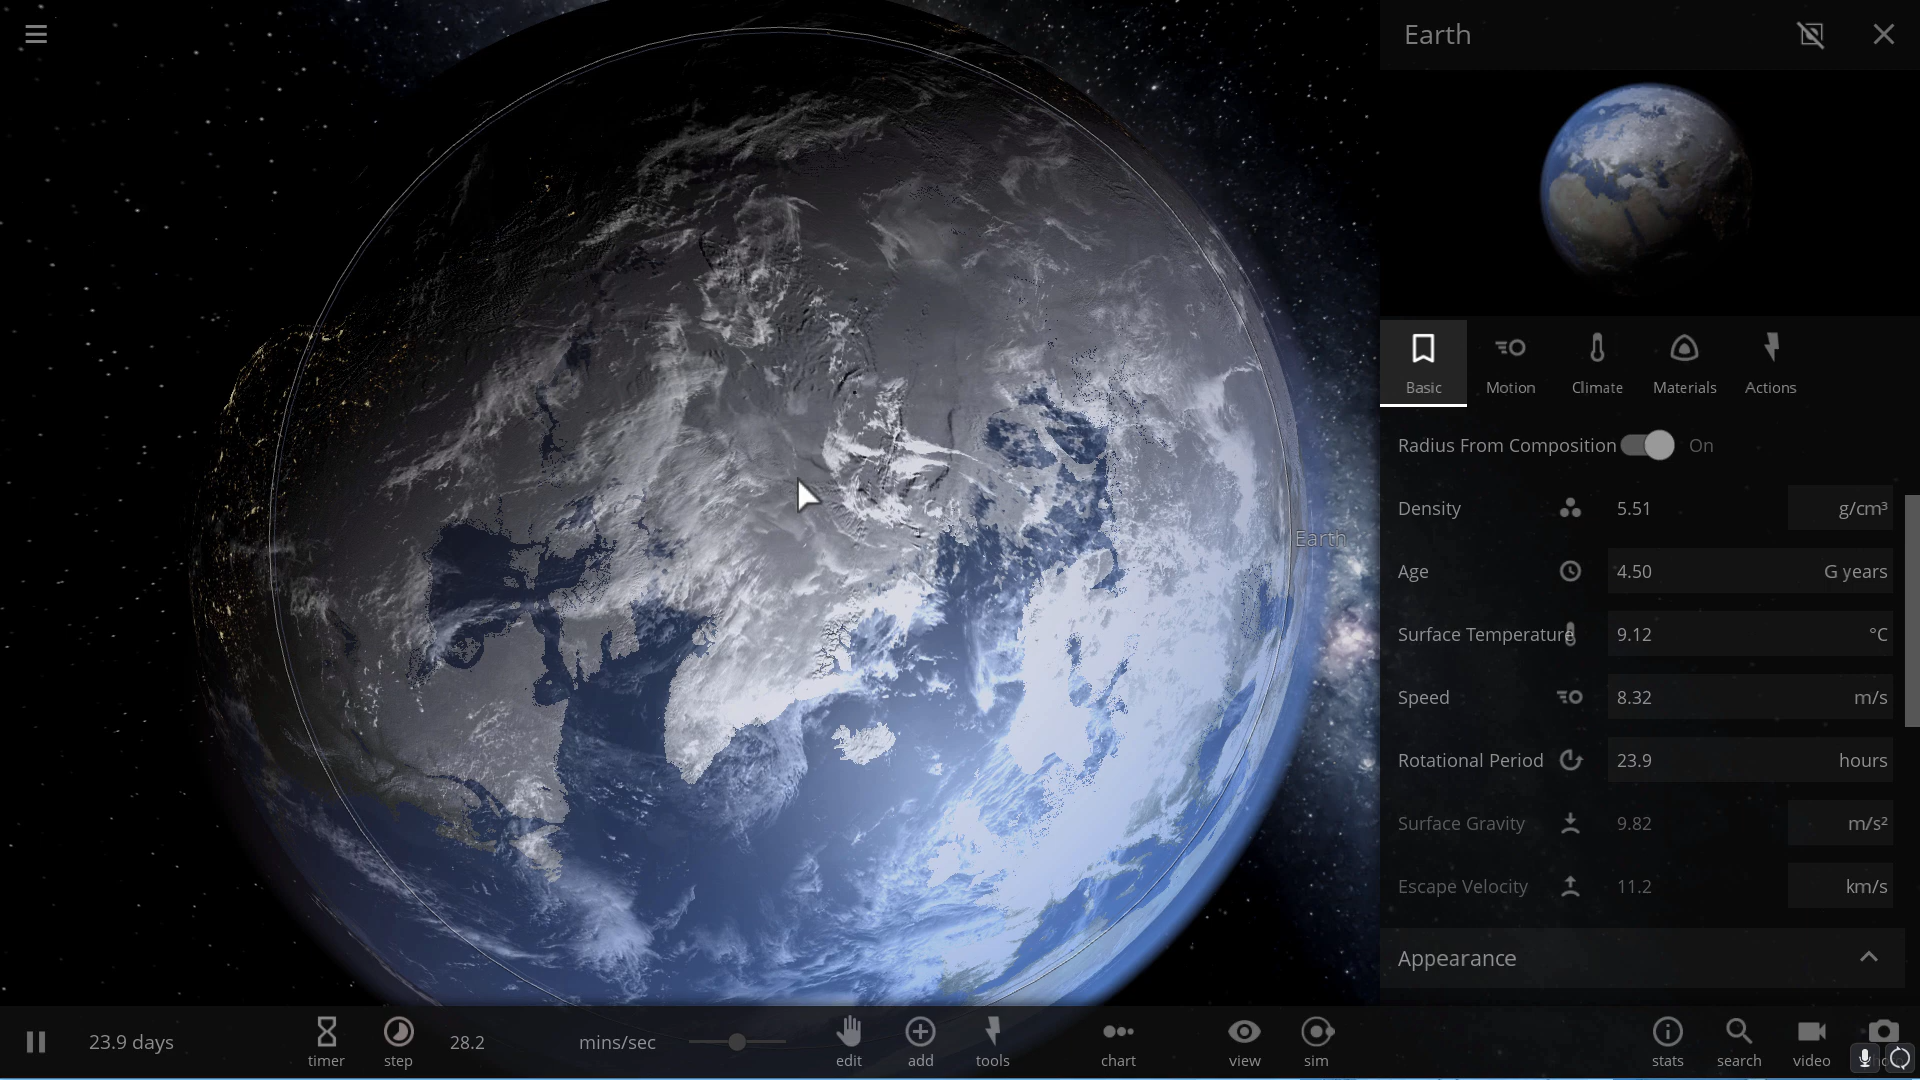 Earth
Basic
Motion
Climate
Materials
Actions
Radius From Composition On
Density 5.51 g/cm³
Age 4.50 G years
Surface Temperature 9.12 °C
Speed 8.32 m/s
Rotational Period 23.9 hours
Surface Gravity 9.82 m/s²
Escape Velocity 11.2 km/s
Appearance
Earth
23.9 days
timer
step
28.2 mins/sec
edit
add
tools
chart
view
sim
stats
search
video